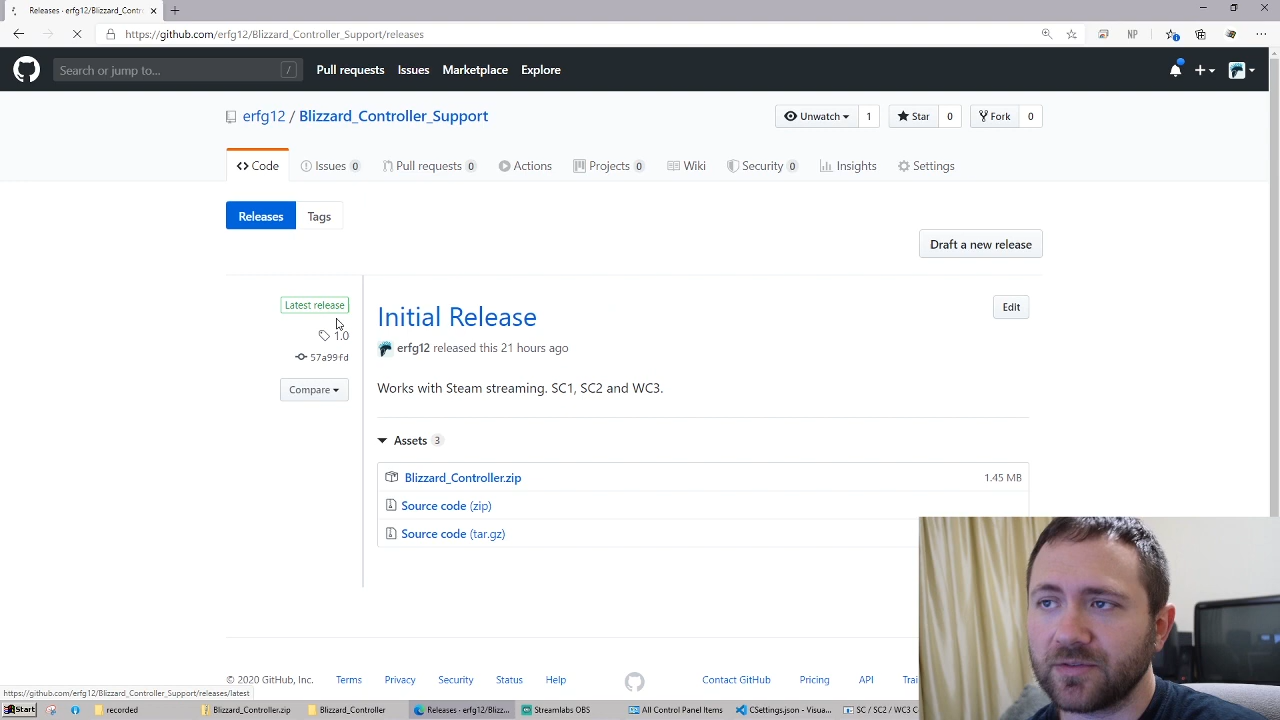 Releases · erfg12/Blizzard_Contr
https://github.com/erfg12/Blizzard_Controller_Support/releases
NP
Search or jump to...
/
Pull requests
Issues
Marketplace
Explore
erfg12 / Blizzard_Controller_Support
Unwatch 1
Star 0
Fork 0
Code
Issues 0
Pull requests 0
Actions
Projects 0
Wiki
Security 0
Insights
Settings
Releases
Tags
Draft a new release
Latest release
1.0
57a99fd
Compare
Initial Release
Edit
erfg12 released this 21 hours ago
Works with Steam streaming. SC1, SC2 and WC3.
Assets 3
Blizzard_Controller.zip
1.45 MB
Source code (zip)
Source code (tar.gz)
© 2020 GitHub, Inc.
Terms
Privacy
Security
Status
Help
Contact GitHub
Pricing
API
Trai
https://github.com/erfg12/Blizzard_Controller_Support/releases/latest
Start
recorded
Blizzard_Controller.zip
Blizzard_Controller
Releases · erfg12/Blizz...
Streamlabs OBS
All Control Panel Items
CSettings.json - Visua...
SC / SC2 / WC3 C